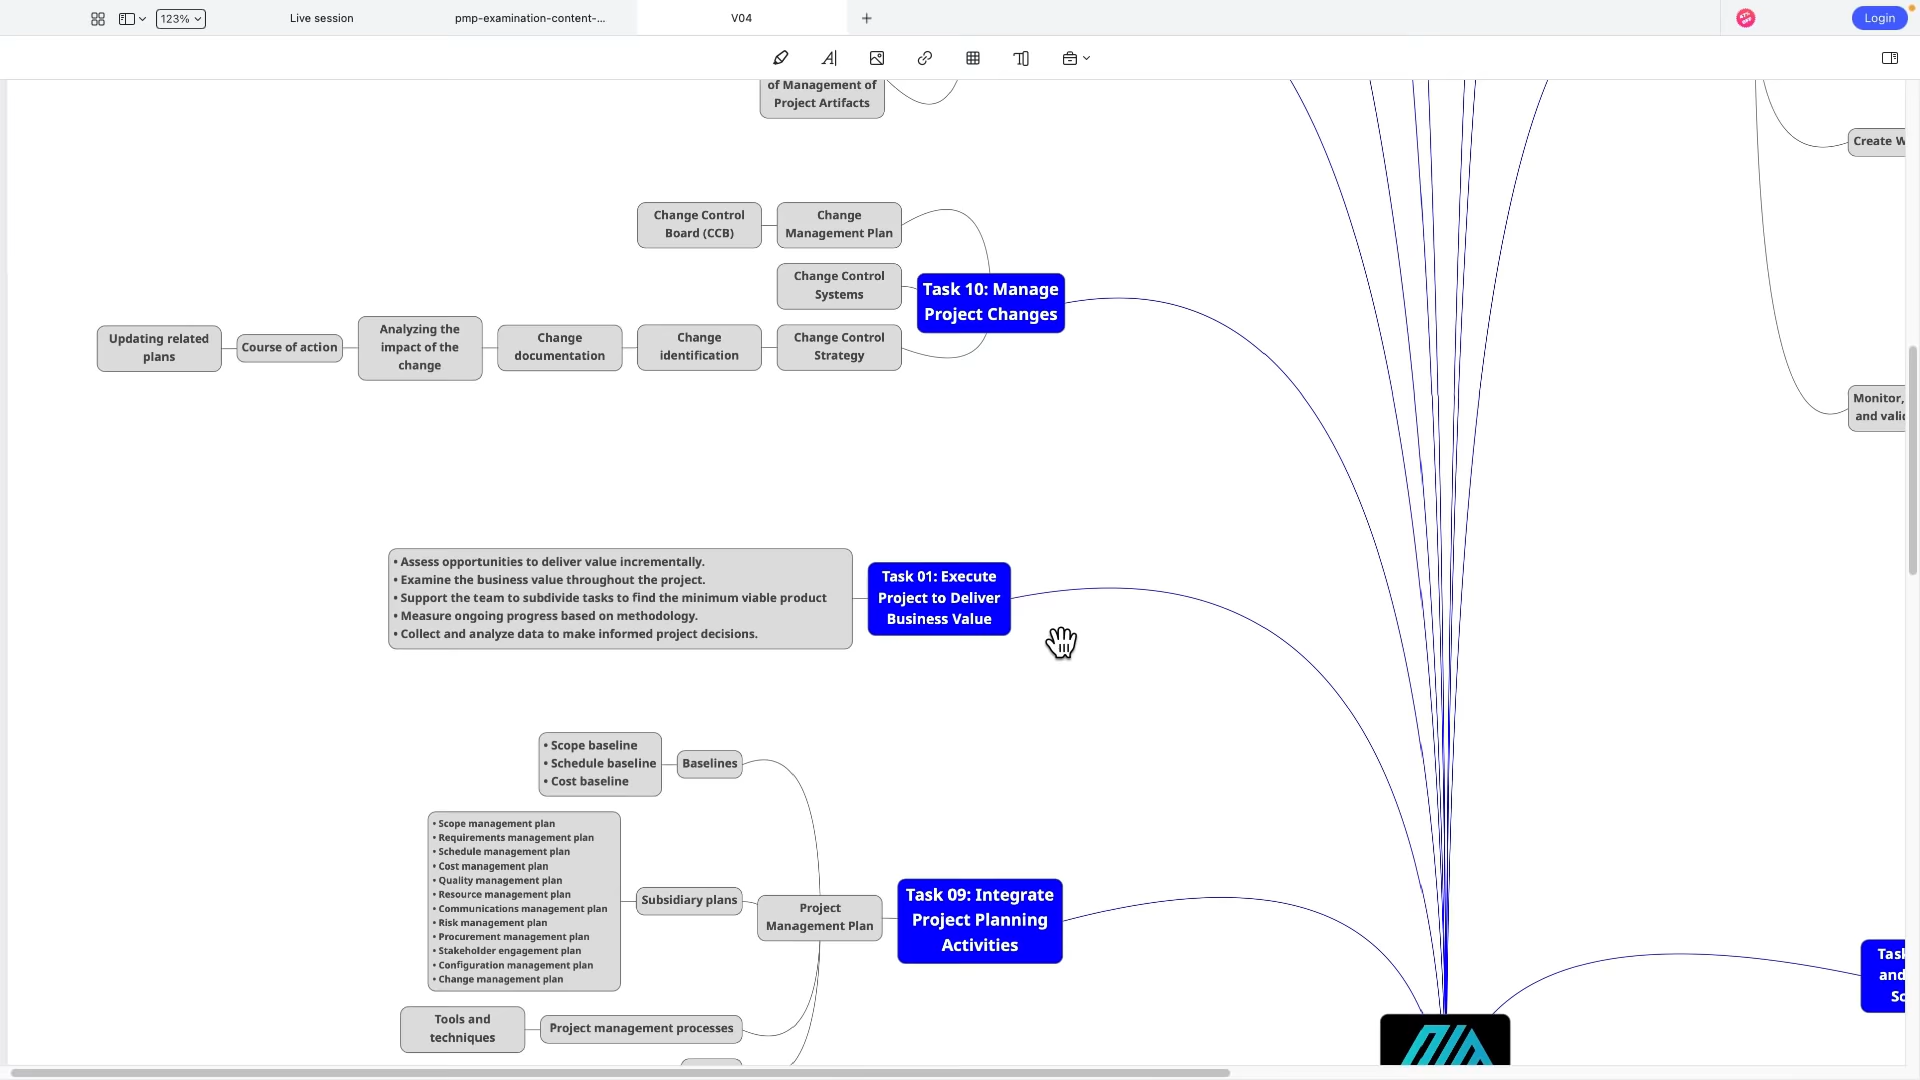 123%
Live session
pmp-examination-content-...
V04
Login
of Management of
Project Artifacts
Create W
Change Control
Board (CCB)
Change
Management Plan
Change Control
Systems
Task 10: Manage
Project Changes
Updating related
plans
Course of action
Analyzing the
impact of the
change
Change
documentation
Change
identification
Change Control
Strategy
Monitor,
and valid
• Assess opportunities to deliver value incrementally.
• Examine the business value throughout the project.
• Support the team to subdivide tasks to find the minimum viable product
• Measure ongoing progress based on methodology.
• Collect and analyze data to make informed project decisions.
Task 01: Execute
Project to Deliver
Business Value
• Scope baseline
• Schedule baseline
• Cost baseline
Baselines
• Scope management plan
• Requirements management plan
• Schedule management plan
• Cost management plan
• Quality management plan
• Resource management plan
• Communications management plan
• Risk management plan
• Procurement management plan
• Stakeholder engagement plan
• Configuration management plan
• Change management plan
Subsidiary plans
Project
Management Plan
Task 09: Integrate
Project Planning
Activities
Tools and
techniques
Project management processes
Task
and
Sc